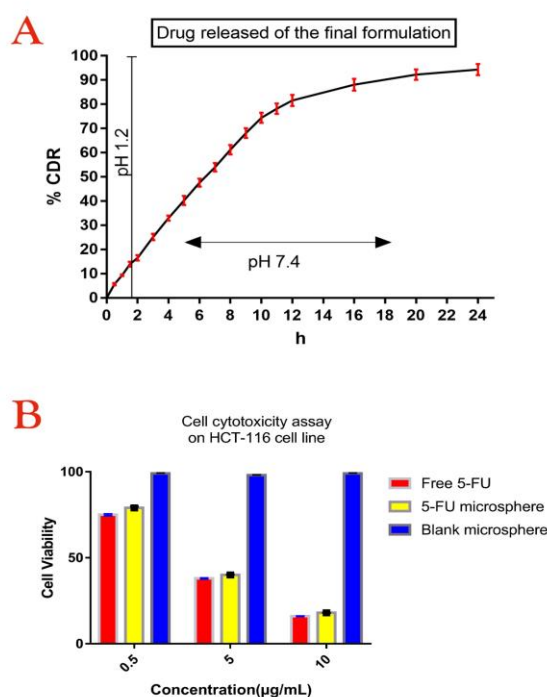 A
Drug released of the final formulation
100
90
80
70
60
50
40
30
20
10
0
% CDR
pH 1.2
pH 7.4
0 2 4 6 8 10 12 14 16 18 20 22 24
h
B
Cell cytotoxicity assay
on HCT-116 cell line
100
50
0
Cell Viability
Free 5-FU
5-FU microsphere
Blank microsphere
0.5 5 10
Concentration(µg/mL)